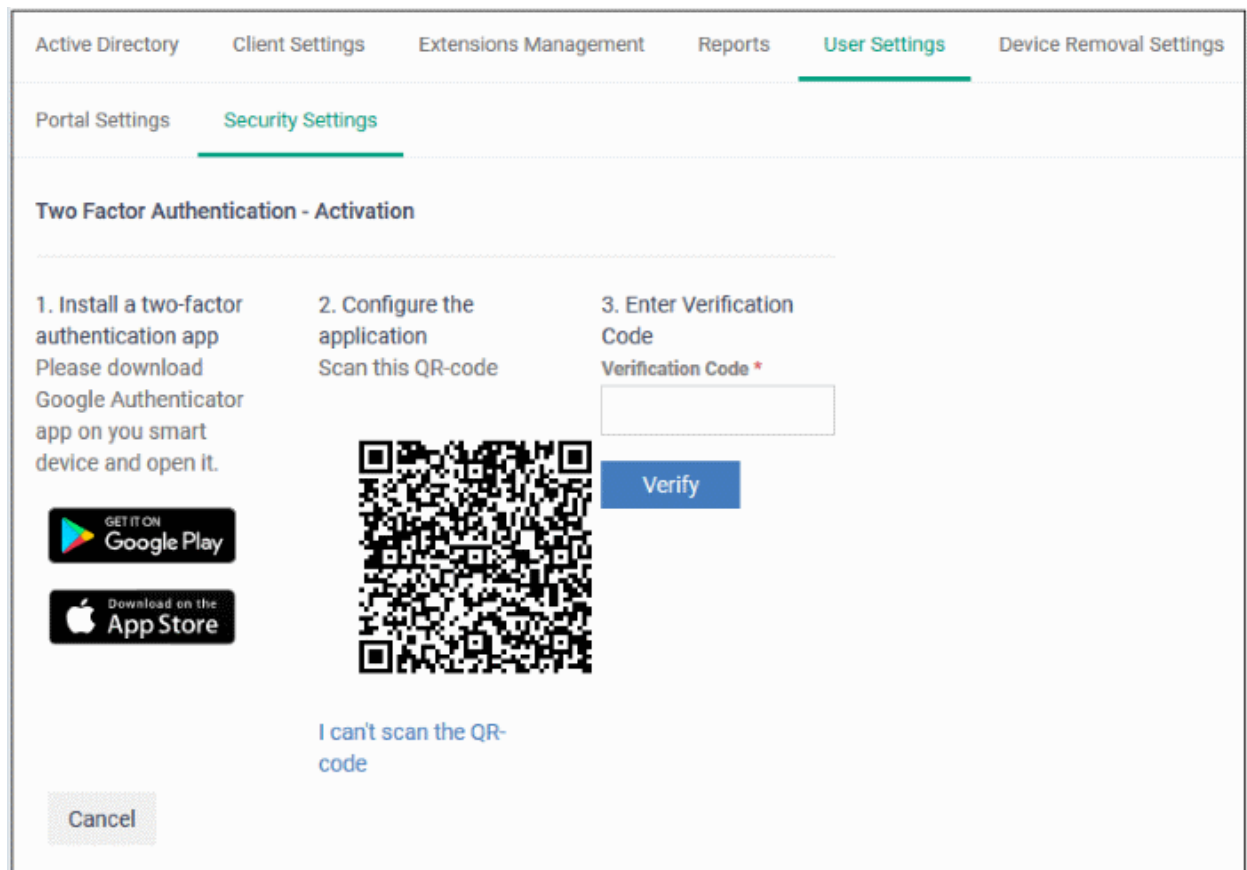 Active Directory Client Settings Extensions Management Reports User Settings Device Removal Settings
Portal Settings Security Settings
Two Factor Authentication - Activation
1. Install a two-factor
authentication app
Please download
Google Authenticator
app on you smart
device and open it.
GET IT ON
Google Play
Download on the
App Store
2. Configure the
application
Scan this QR-code
I can't scan the QR-
code
3. Enter Verification
Code
Verification Code *
Verify
Cancel